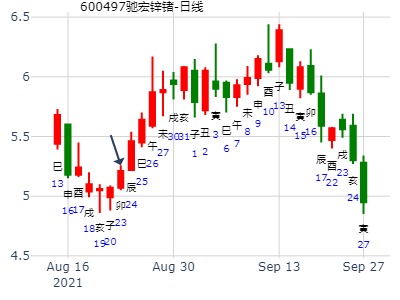 600497驰宏锌锗-日线
6.5
6
5.5
5
4.5
巳
13
申
16
酉
17
戌
18
亥
19
子
20
卯
23
辰
24
巳
25
午
26
未
27
戌
30
亥
31
子
1
丑
2
寅
3
巳
6
午
7
未
8
申
9
酉
10
子
13
丑
14
寅
15
卯
16
辰
17
酉
22
戌
23
亥
24
寅
27
Aug 16
2021
Aug 30
Sep 13
Sep 27